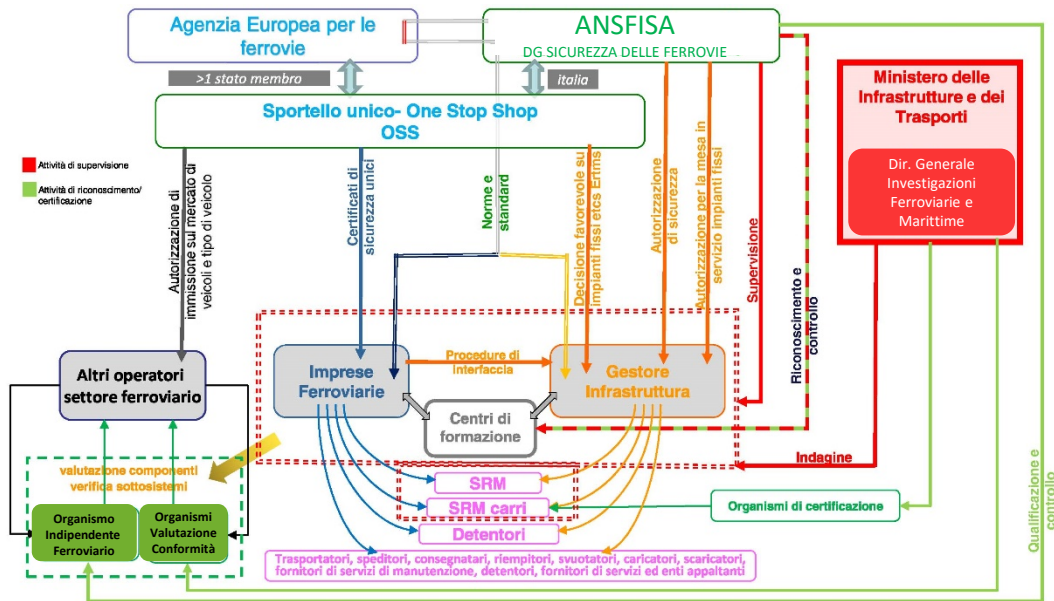 Agenzia Europea per le
ferrovie
ANSFISA
DG SICUREZZA DELLE FERROVIE
>1 stato membro
italia
Sportello unico- One Stop Shop
OSS
Ministero delle
Infrastrutture e dei
Trasporti
Dir. Generale
Investigazioni
Ferroviarie e
Marittime
Attività di supervisione
Attività di riconoscimento/
certificazione
Autorizzazione di
immissione sul mercato di
veicoli e tipo di veicolo
Certificati di
sicurezza unici
Norme e
standard
Decisione favorevole su
impianti fissi etcs Ertms
Autorizzazione
di sicurezza
Autorizzazione per la mesa in
servizio impianti fissi
Supervisione
Riconoscimento e
controllo
Altri operatori
settore ferroviario
Imprese
Ferroviarie
Procedure di
interfaccia
Gestore
Infrastruttura
Centri di
formazione
Indagine
valutazione componenti
verifica sottosistemi
Organismo
Indipendente
Ferroviario
Organismi
Valutazione
Conformità
SRM
SRM carri
Detentori
Organismi di certificazione
Trasportatori, speditori, consegnatari, riempitori, svuotatori, caricatori, scaricatori,
fornitori di servizi di manutenzione, detentori, fornitori di servizi ed enti appaltanti
Qualificazione e
controllo